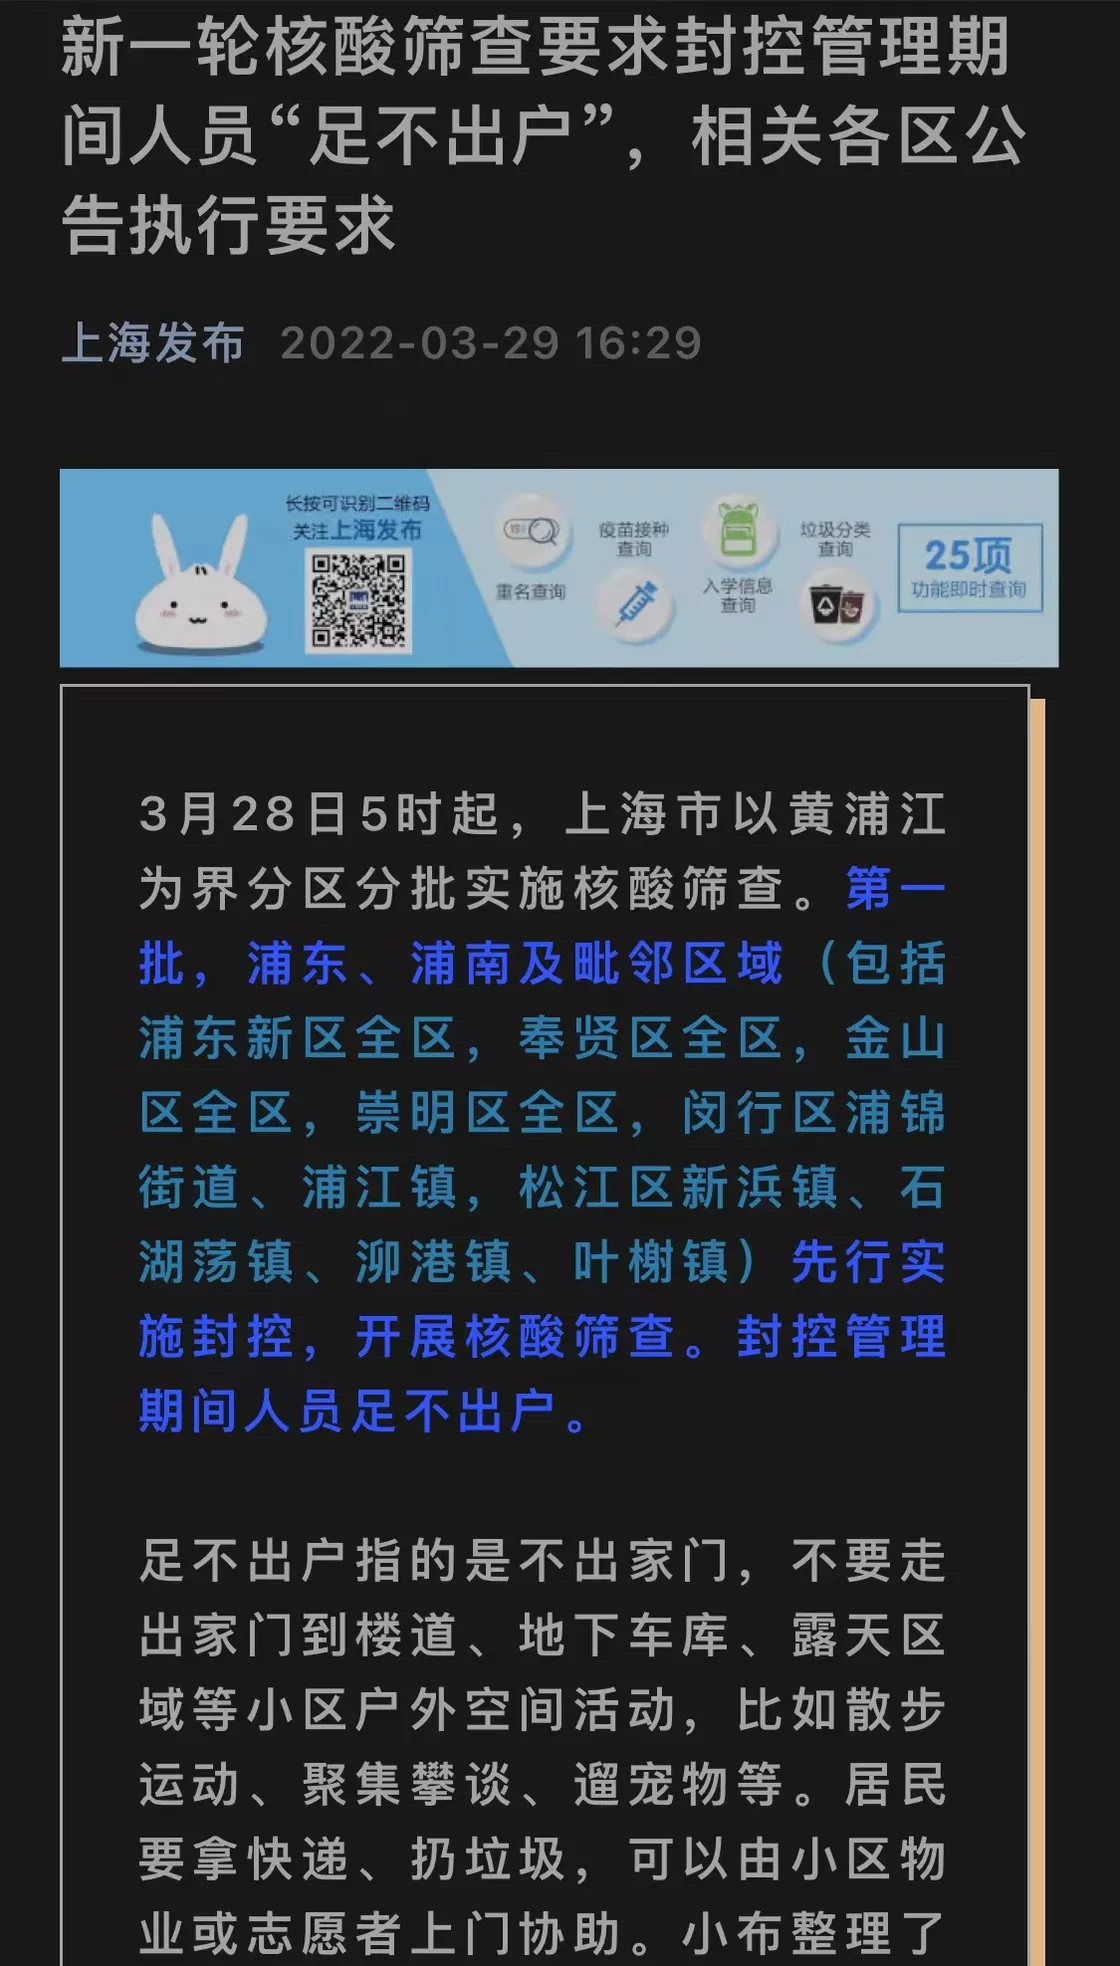 新一轮核酸筛查要求封控管理期
间人员“足不出户”，相关各区公
告执行要求
上海发布 2022-03-29 16:29
长按可识别二维码
关注上海发布
重名查询
疫苗接种
查询
入学信息
查询
垃圾分类
查询
25项
功能即时查询
3月28日5时起，上海市以黄浦江
为界分区分批实施核酸筛查。第一
批，浦东、浦南及毗邻区域（包括
浦东新区全区，奉贤区全区，金山
区全区，崇明区全区，闵行区浦锦
街道、浦江镇，松江区新浜镇、石
湖荡镇、泖港镇、叶榭镇）先行实
施封控，开展核酸筛查。封控管理
期间人员足不出户。
足不出户指的是不出家门，不要走
出家门到楼道、地下车库、露天区
域等小区户外空间活动，比如散步
运动、聚集攀谈、遛宠物等。居民
要拿快递、扔垃圾，可以由小区物
业或志愿者上门协助。小布整理了